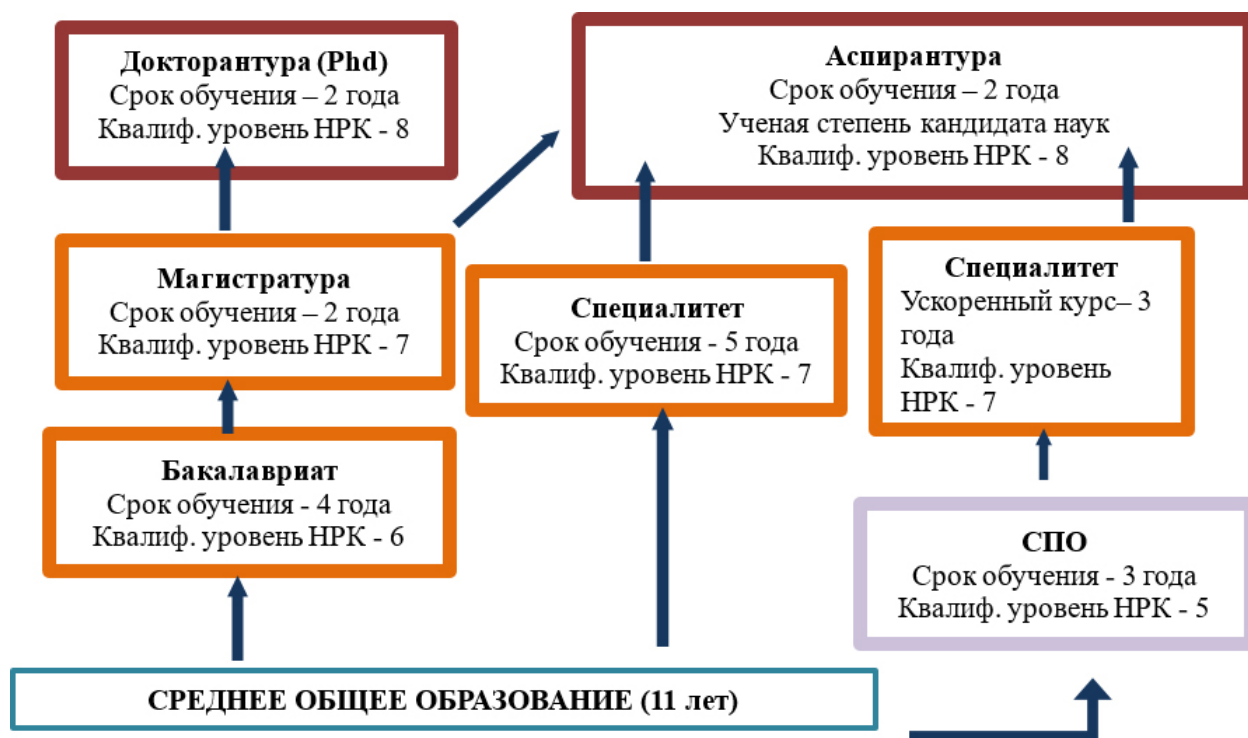 Докторантура (Phd)
Срок обучения – 2 года
Квалиф. уровень НРК - 8
Аспирантура
Срок обучения – 2 года
Ученая степень кандидата наук
Квалиф. уровень НРК - 8
Магистратура
Срок обучения – 2 года
Квалиф. уровень НРК - 7
Специалитет
Срок обучения - 5 года
Квалиф. уровень НРК - 7
Специалитет
Ускоренный курс– 3
года
Квалиф. уровень
НРК - 7
Бакалавриат
Срок обучения - 4 года
Квалиф. уровень НРК - 6
СПО
Срок обучения - 3 года
Квалиф. уровень НРК - 5
СРЕДНЕЕ ОБЩЕЕ ОБРАЗОВАНИЕ (11 лет)